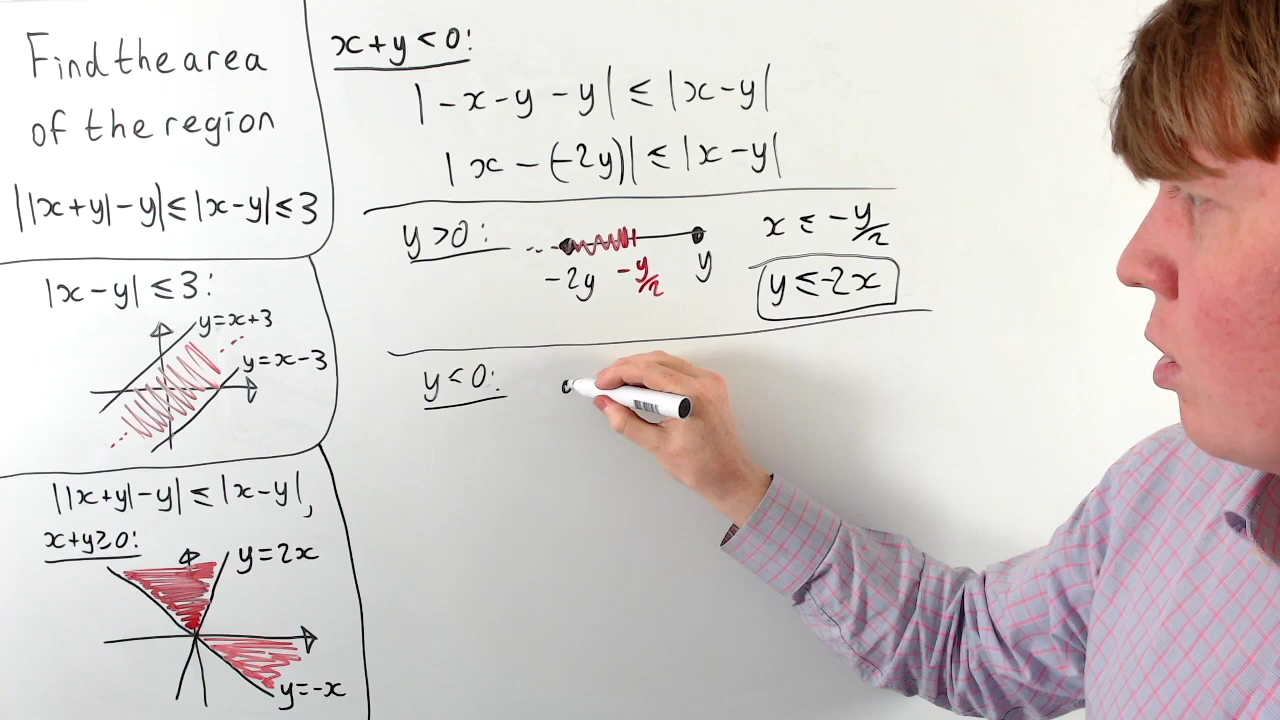 Find the area
of the region
||x+y|-y|≤|x-y|≤3
|x-y|≤3:
y=x+3
y=x-3
||x+y|-y|≤|x-y|,
x+y≥0:
y=2x
y=-x
x+y<0:
|-x-y-y|≤|x-y|
|x-(-2y)|≤|x-y|
y>0:
-2y -y/2 y
x≤-y/2
y≤-2x
y<0: